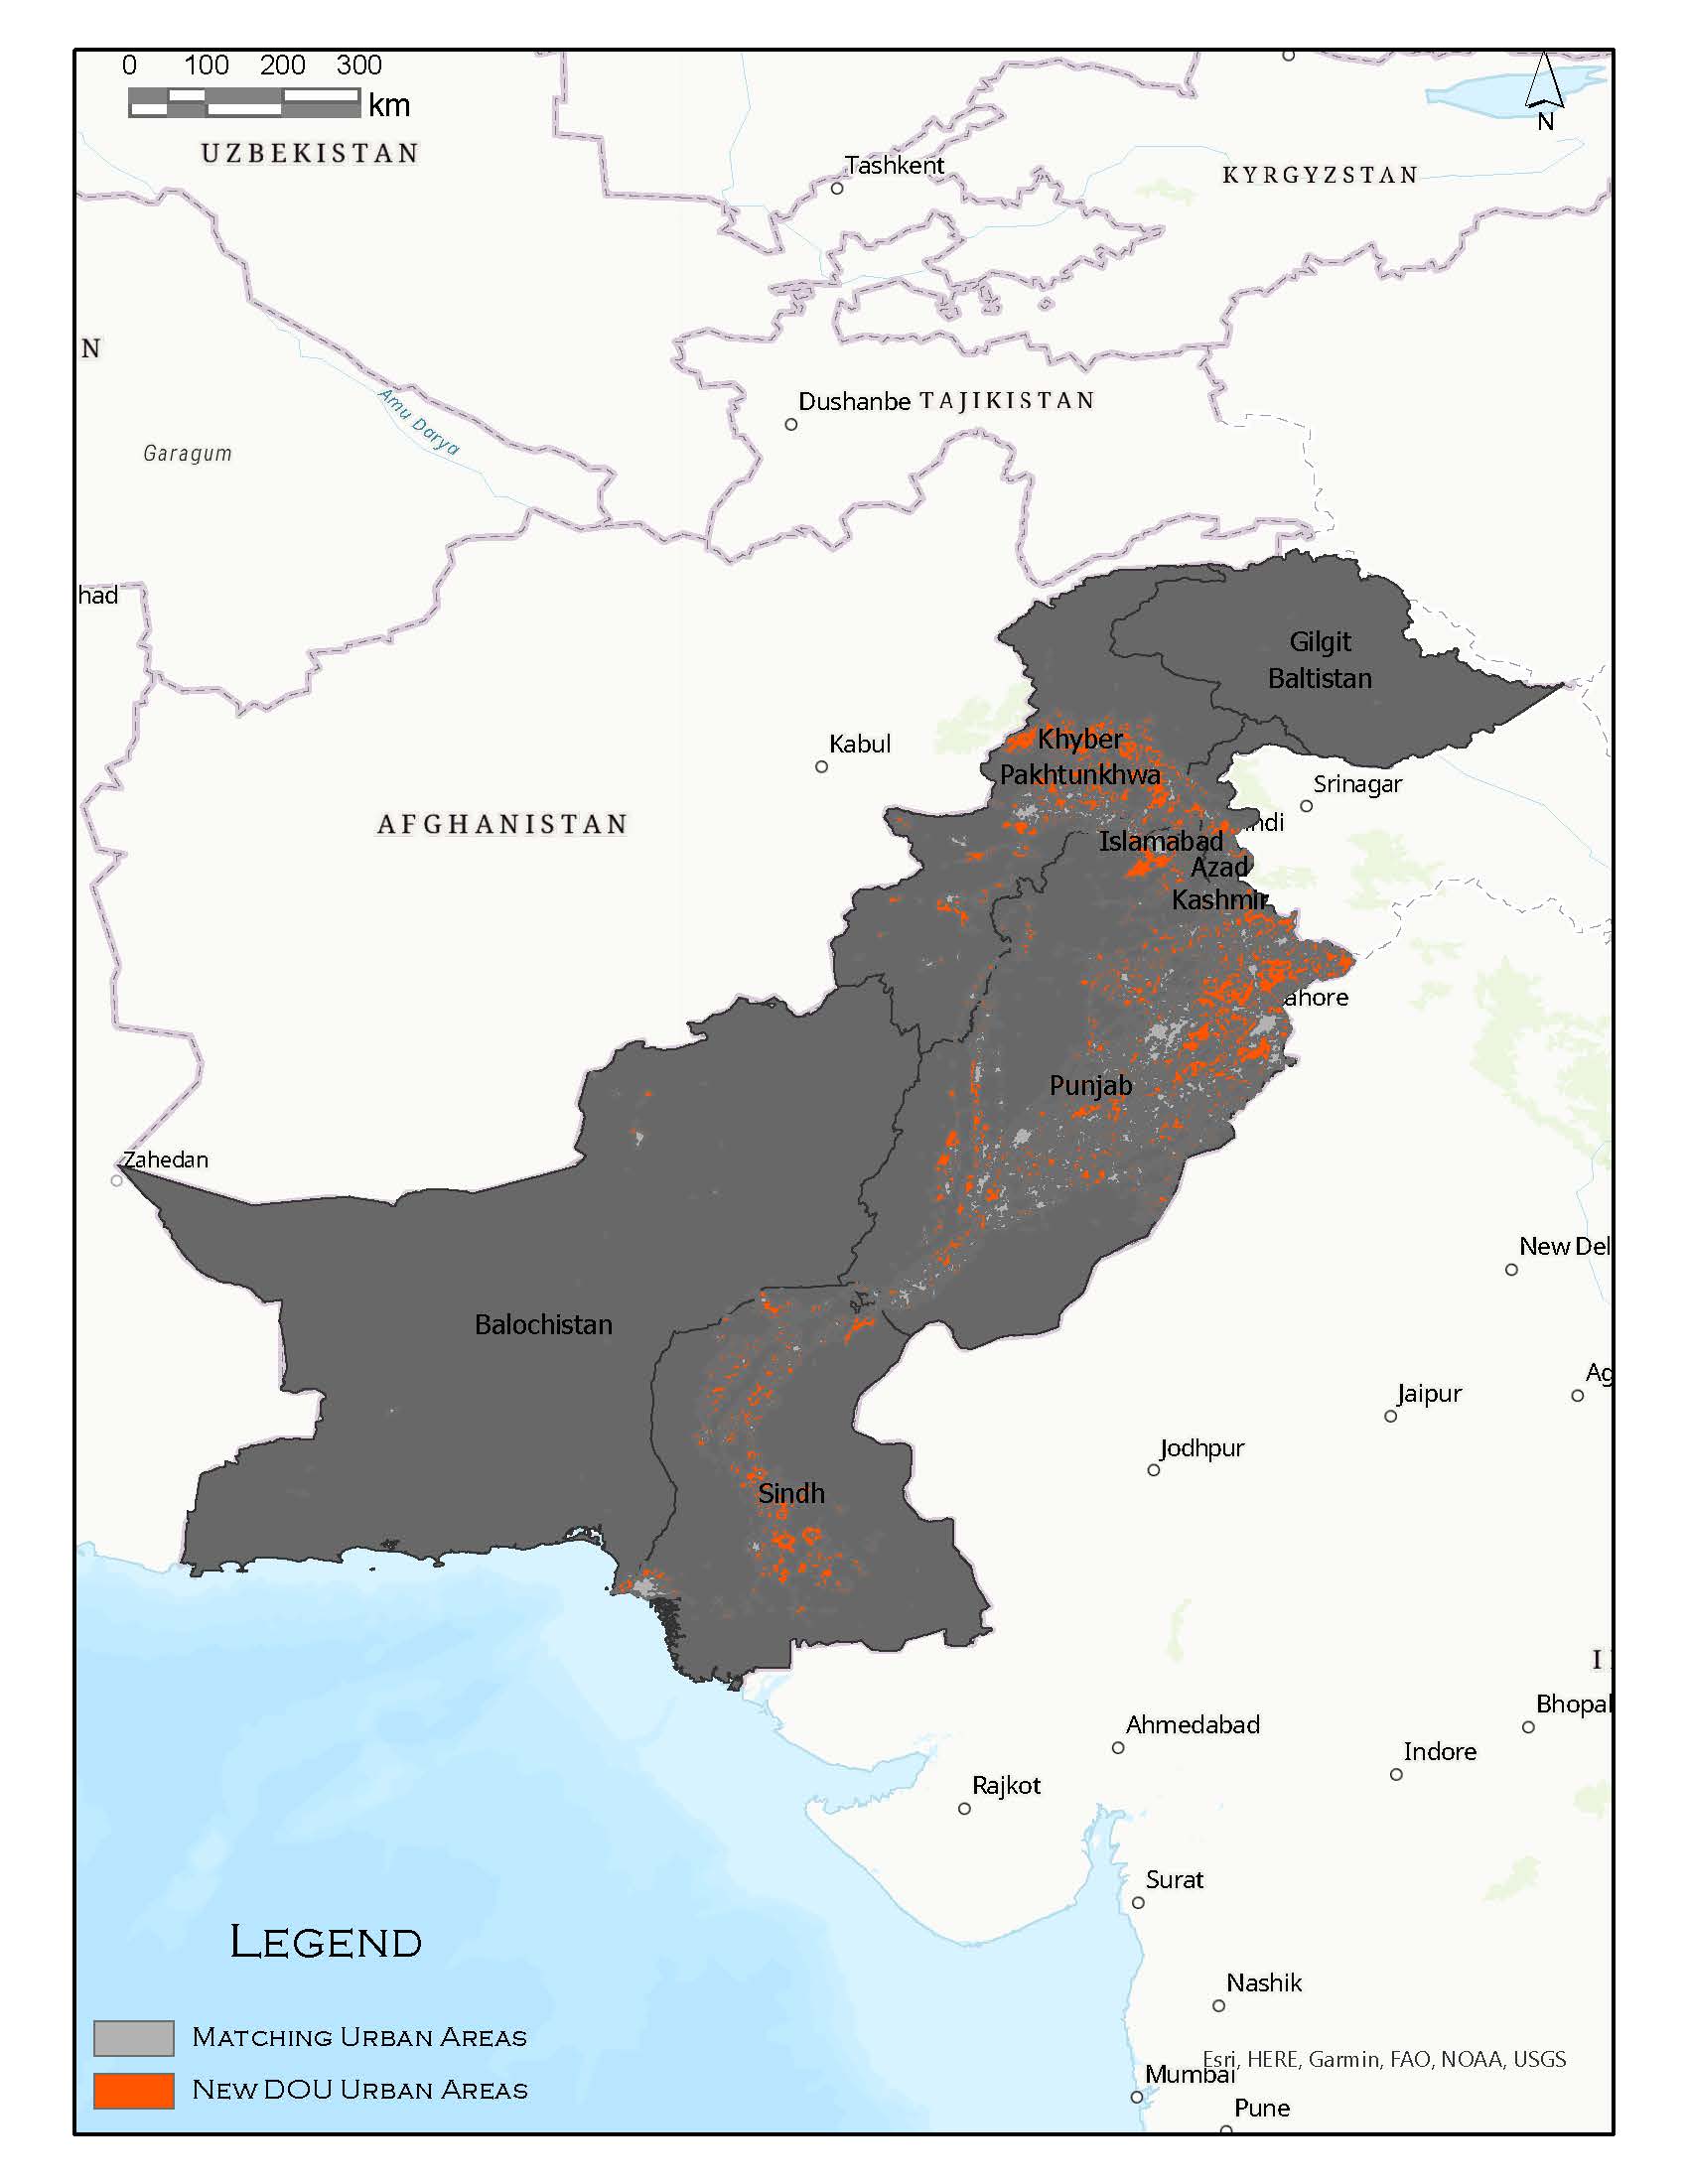 0 100 200 300
km
UZBEKISTAN
Tashkent
KYRGYZSTAN
N
N
Dushanbe
TAJIKISTAN
Amu Darya
Garagum
had
Gilgit
Baltistan
Kabul
Khyber
Pakhtunkhwa
Srinagar
AFGHANISTAN
ndi
Islamabad
Azad
Kashmir
ahore
Punjab
Zahedan
New Del
Balochistan
Ag
Jaipur
Jodhpur
Sindh
I
Bhopal
Ahmedabad
Indore
Rajkot
Surat
LEGEND
Nashik
MATCHING URBAN AREAS
Esri, HERE, Garmin, FAO, NOAA, USGS
Mumbai
NEW DOU URBAN AREAS
Pune